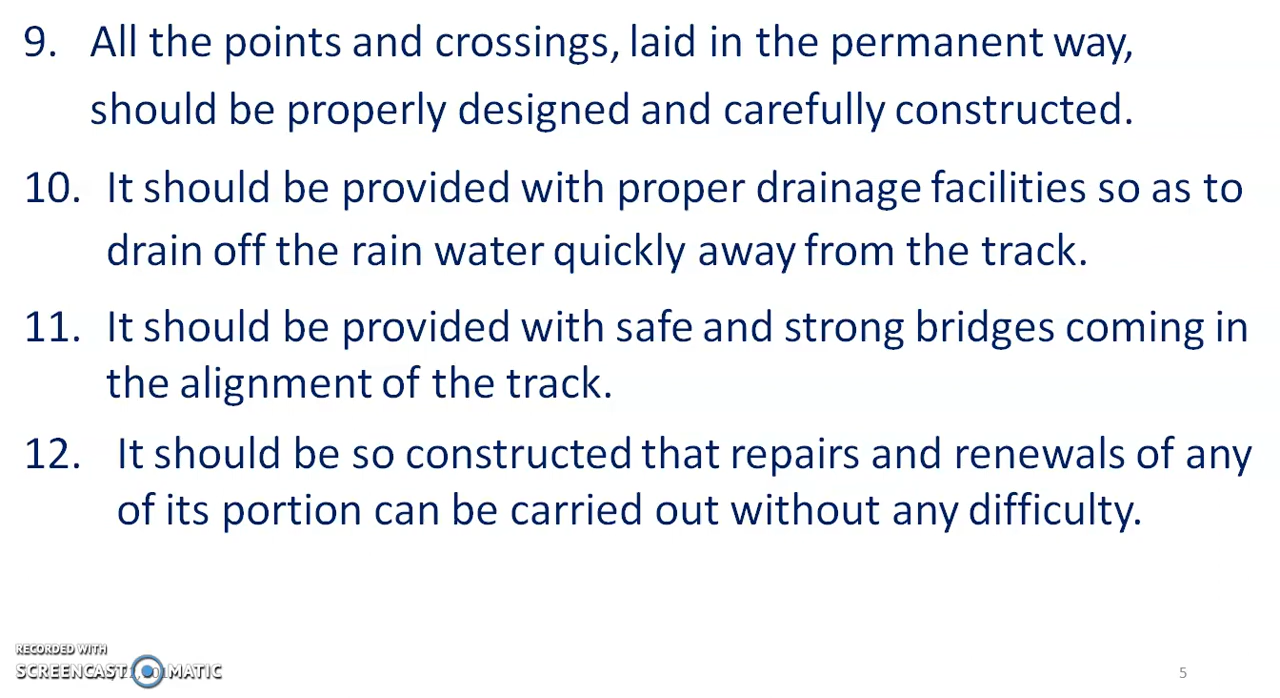 9. All the points and crossings, laid in the permanent way,
should be properly designed and carefully constructed.
10. It should be provided with proper drainage facilities so as to
drain off the rain water quickly away from the track.
11. It should be provided with safe and strong bridges coming in
the alignment of the track.
12. It should be so constructed that repairs and renewals of any
of its portion can be carried out without any difficulty.
RECORDED WITH
SCREENCAST MATIC
5